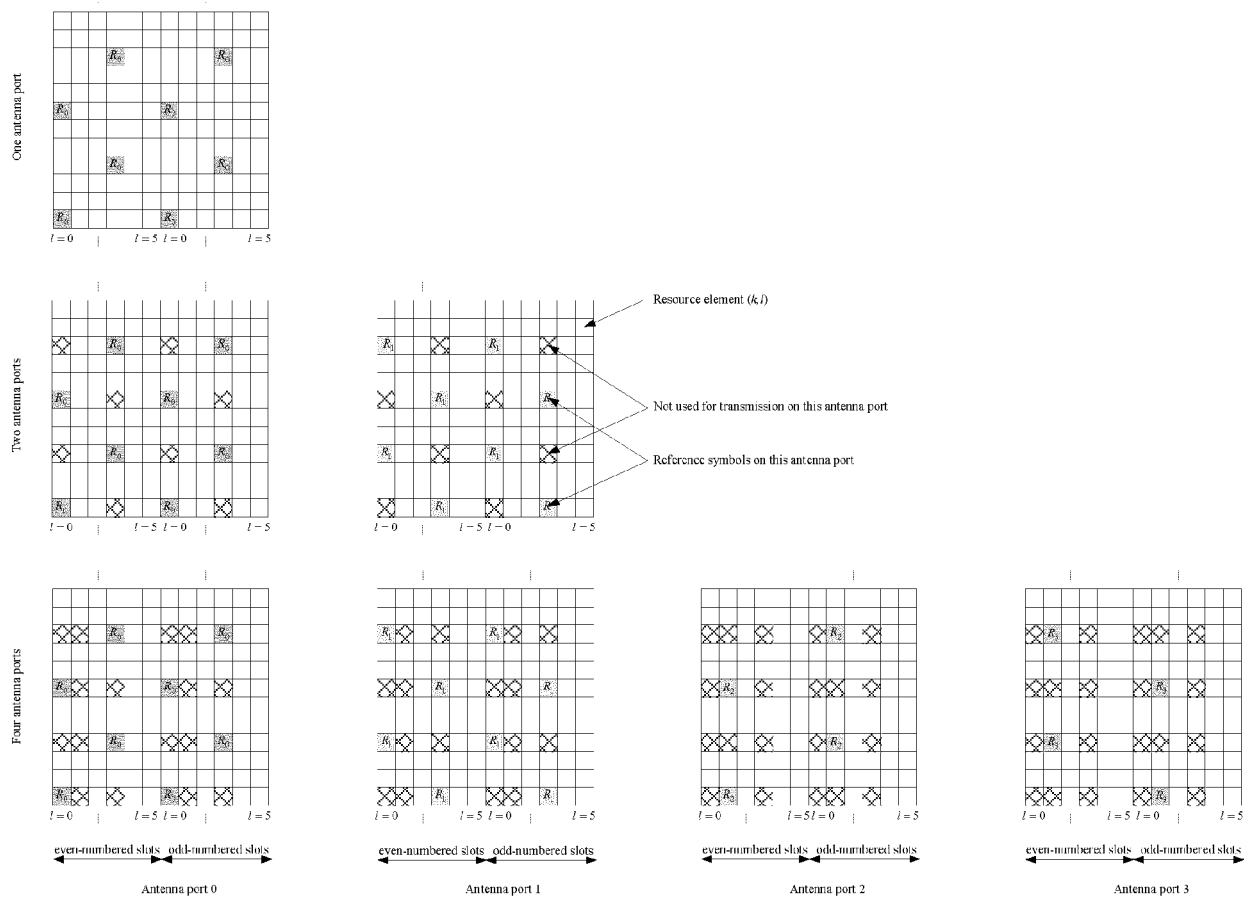 One antenna port
R0 R0
R0 R0
R0 R0
R0 R0
l = 0 l = 5 l = 0 l = 5
Two antenna ports
Resource element (k,l)
R0 R0 R1 R1
R0 R0 R1 R
Not used for transmission on this antenna port
R0 R0 R1 R1
Reference symbols on this antenna port
R0 R0 R1 R
l = 0 l = 5 l = 0 l = 5 l = 0 l = 5 l = 0 l = 5
Four antenna ports
R0 R0 R1 R1 R2 R3
R0 R0 R1 R R2 R3
R0 R0 R1 R1 R2 R3
R0 R0 R1 R R2 R3
l = 0 l = 5 l = 0 l = 5 l = 0 l = 5 l = 0 l = 5 l = 0 l = 5 l = 0 l = 5 l = 0 l = 5 l = 0 l = 5
even-numbered slots odd-numbered slots even-numbered slots odd-numbered slots even-numbered slots odd-numbered slots even-numbered slots odd-numbered slots
Antenna port 0 Antenna port 1 Antenna port 2 Antenna port 3